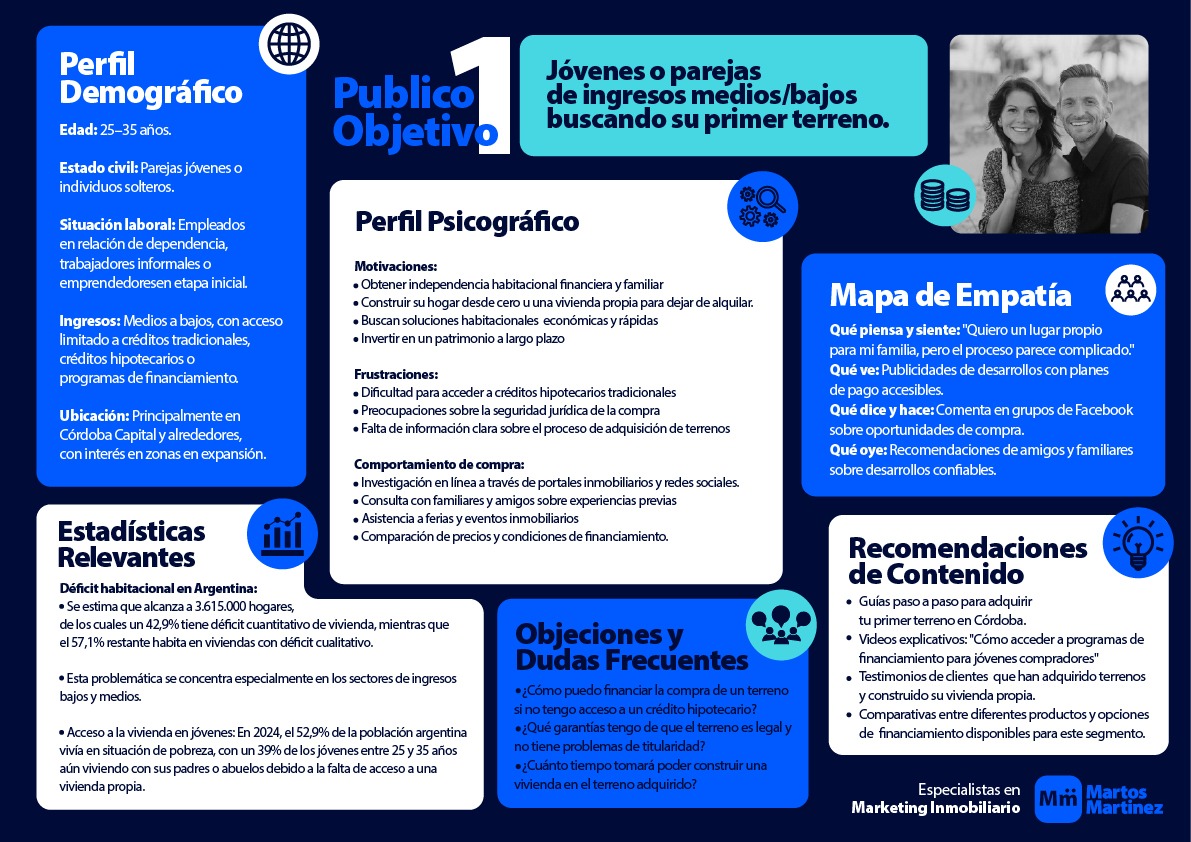 Perfil
Demográfico
Edad: 25–35 años.
Estado civil: Parejas jóvenes o
individuos solteros.
Situación laboral: Empleados
en relación de dependencia,
trabajadores informales o
emprendedoresen etapa inicial.
Ingresos: Medios a bajos, con acceso
limitado a créditos tradicionales,
créditos hipotecarios o
programas de financiamiento.
Ubicación: Principalmente en
Córdoba Capital y alrededores,
con interés en zonas en expansión.
Publico
Objetivo
1
Jóvenes o parejas
de ingresos medios/bajos
buscando su primer terreno.
Perfil Psicográfico
Motivaciones:
• Obtener independencia habitacional financiera y familiar
• Construir su hogar desde cero u una vivienda propia para dejar de alquilar.
• Buscan soluciones habitacionales económicas y rápidas
• Invertir en un patrimonio a largo plazo
Frustraciones:
• Dificultad para acceder a créditos hipotecarios tradicionales
• Preocupaciones sobre la seguridad jurídica de la compra
• Falta de información clara sobre el proceso de adquisición de terrenos
Comportamiento de compra:
• Investigación en línea a través de portales inmobiliarios y redes sociales.
• Consulta con familiares y amigos sobre experiencias previas
• Asistencia a ferias y eventos inmobiliarios
• Comparación de precios y condiciones de financiamiento.
Mapa de Empatía
Qué piensa y siente: "Quiero un lugar propio
para mi familia, pero el proceso parece complicado."
Qué ve: Publicidades de desarrollos con planes
de pago accesibles.
Qué dice y hace: Comenta en grupos de Facebook
sobre oportunidades de compra.
Qué oye: Recomendaciones de amigos y familiares
sobre desarrollos confiables.
Estadísticas
Relevantes
Déficit habitacional en Argentina:
• Se estima que alcanza a 3.615.000 hogares,
de los cuales un 42,9% tiene déficit cuantitativo de vivienda, mientras que
el 57,1% restante habita en viviendas con déficit cualitativo.
• Esta problemática se concentra especialmente en los sectores de ingresos
bajos y medios.
• Acceso a la vivienda en jóvenes: En 2024, el 52,9% de la población argentina
vivía en situación de pobreza, con un 39% de los jóvenes entre 25 y 35 años
aún viviendo con sus padres o abuelos debido a la falta de acceso a una
vivienda propia.
Objeciones y
Dudas Frecuentes
•¿Cómo puedo financiar la compra de un terreno
si no tengo acceso a un crédito hipotecario?
•¿Qué garantías tengo de que el terreno es legal y
no tiene problemas de titularidad?
•¿Cuánto tiempo tomará poder construir una
vivienda en el terreno adquirido?
Recomendaciones
de Contenido
• Guías paso a paso para adquirir
tu primer terreno en Córdoba.
• Videos explicativos: "Cómo acceder a programas de
financiamiento para jóvenes compradores"
• Testimonios de clientes que han adquirido terrenos
y construido su vivienda propia.
• Comparativas entre diferentes productos y opciones
de financiamiento disponibles para este segmento.
Especialistas en
Marketing Inmobiliario
Mm
Martos
Martinez